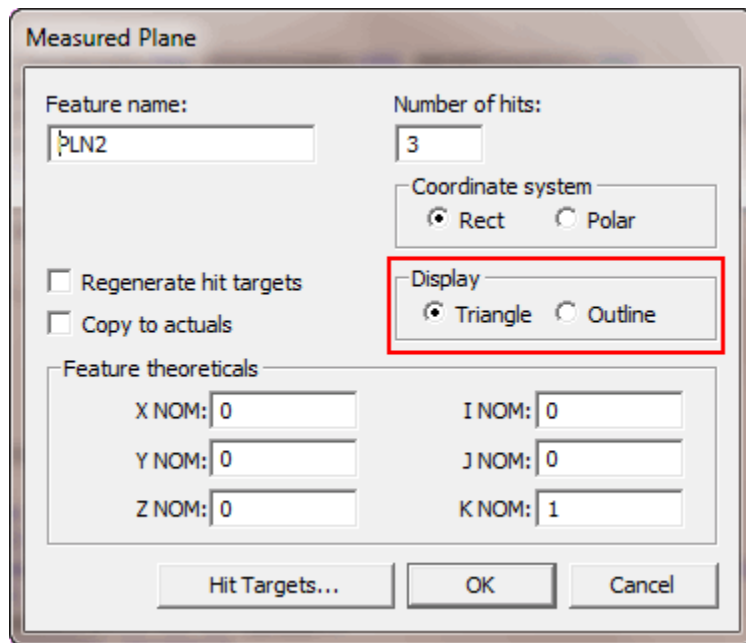 Measured Plane
Feature name:
Number of hits:
PLN2
3
Coordinate system
Rect
Polar
Regenerate hit targets
Copy to actuals
Display
Triangle
Outline
Feature theoreticals
X NOM: 0
I NOM: 0
Y NOM: 0
J NOM: 0
Z NOM: 0
K NOM: 1
Hit Targets...
OK
Cancel